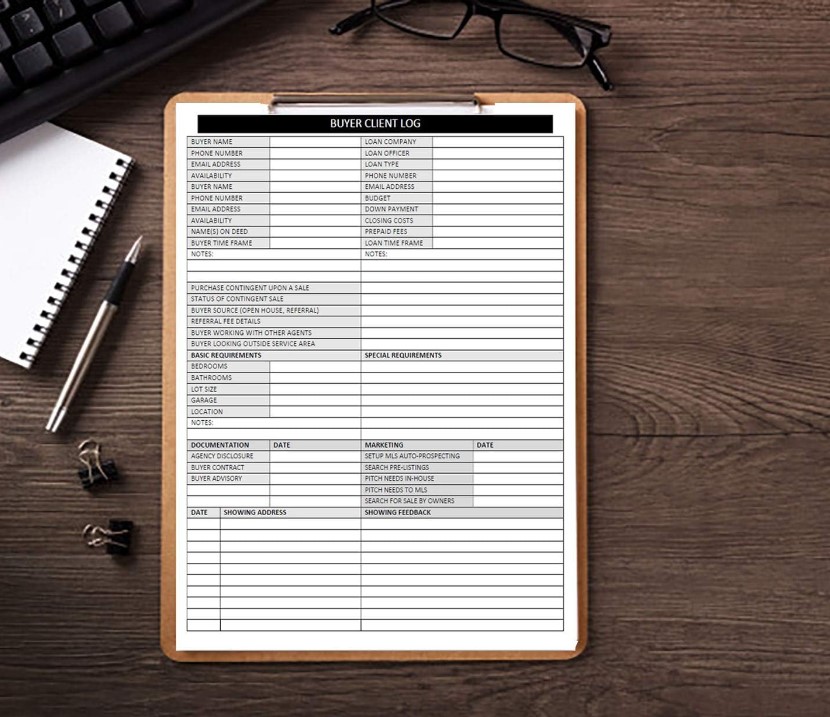 BUYER CLIENT LOG
BUYER NAME LOAN COMPANY
PHONE NUMBER LOAN OFFICER
EMAIL ADDRESS LOAN TYPE
AVAILABILITY PHONE NUMBER
BUYER NAME EMAIL ADDRESS
PHONE NUMBER BUDGET
EMAIL ADDRESS DOWN PAYMENT
AVAILABILITY CLOSING COSTS
NAME(S) ON DEED PREPAID FEES
BUYER TIME FRAME LOAN TIME FRAME
NOTES: NOTES:
PURCHASE CONTINGENT UPON A SALE
STATUS OF CONTINGENT SALE
BUYER SOURCE (OPEN HOUSE, REFERRAL)
REFERRAL FEE DETAILS
BUYER WORKING WITH OTHER AGENTS
BUYER LOOKING OUTSIDE SERVICE AREA
BASIC REQUIREMENTS SPECIAL REQUIREMENTS
BEDROOMS
BATHROOMS
LOT SIZE
GARAGE
LOCATION
NOTES:
DOCUMENTATION DATE MARKETING DATE
AGENCY DISCLOSURE SETUP MLS AUTO-PROSPECTING
BUYER CONTRACT SEARCH PRE-LISTINGS
BUYER ADVISORY PITCH NEEDS IN-HOUSE
PITCH NEEDS TO MLS
SEARCH FOR SALE BY OWNERS
DATE SHOWING ADDRESS SHOWING FEEDBACK